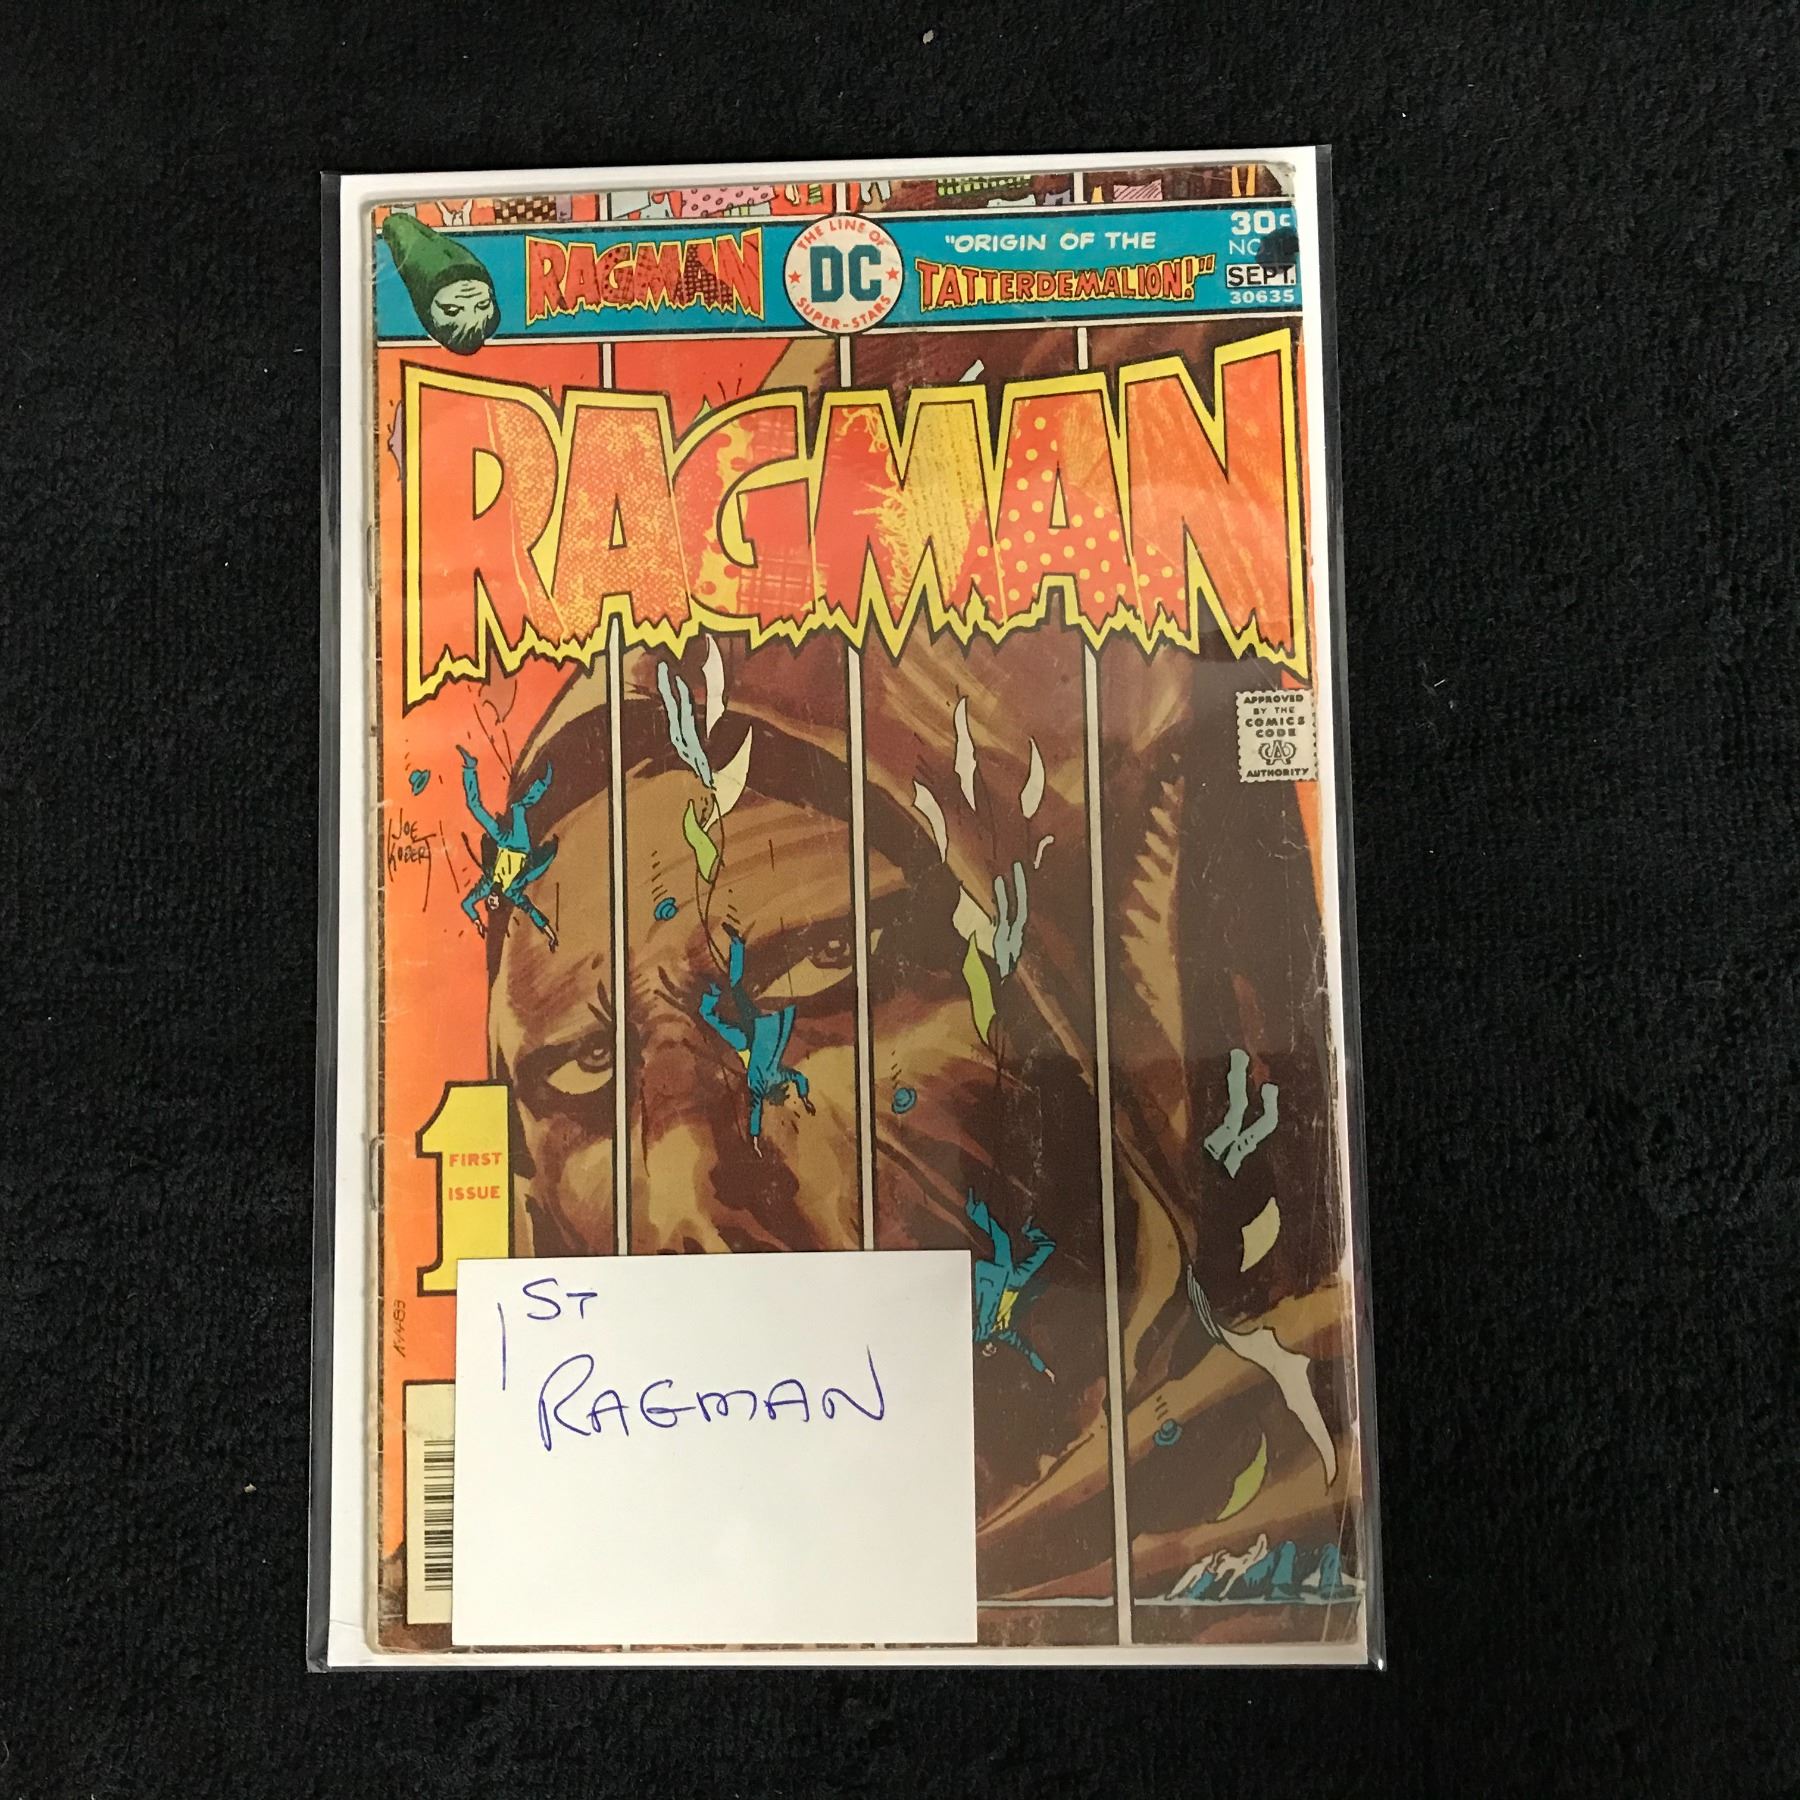 RAGMAN
THE LINE OF
DC
SUPER-STARS
"ORIGIN OF THE
TATTERDEMALION!"
30¢
NO
SEPT.
30635
RAGMAN
APPROVED
BY THE
COMICS
CODE
CA
AUTHORITY
JOE
KUBERT
1
FIRST
ISSUE
1ST
RAGMAN